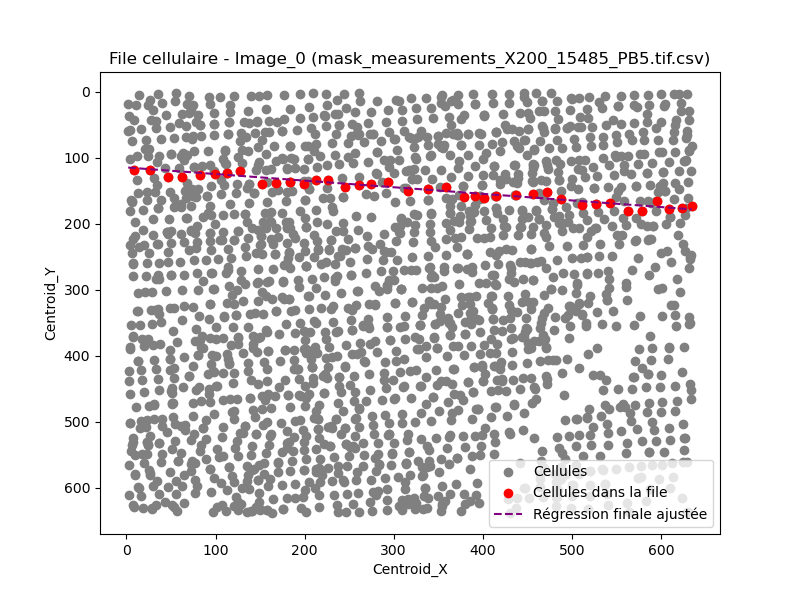 File cellulaire - Image_0 (mask_measurements_X200_15485_PB5.tif.csv)
0
100
200
300
400
500
600
Centroid_Y
Cellules
Cellules dans la file
Régression finale ajustée
0 100 200 300 400 500 600
Centroid_X